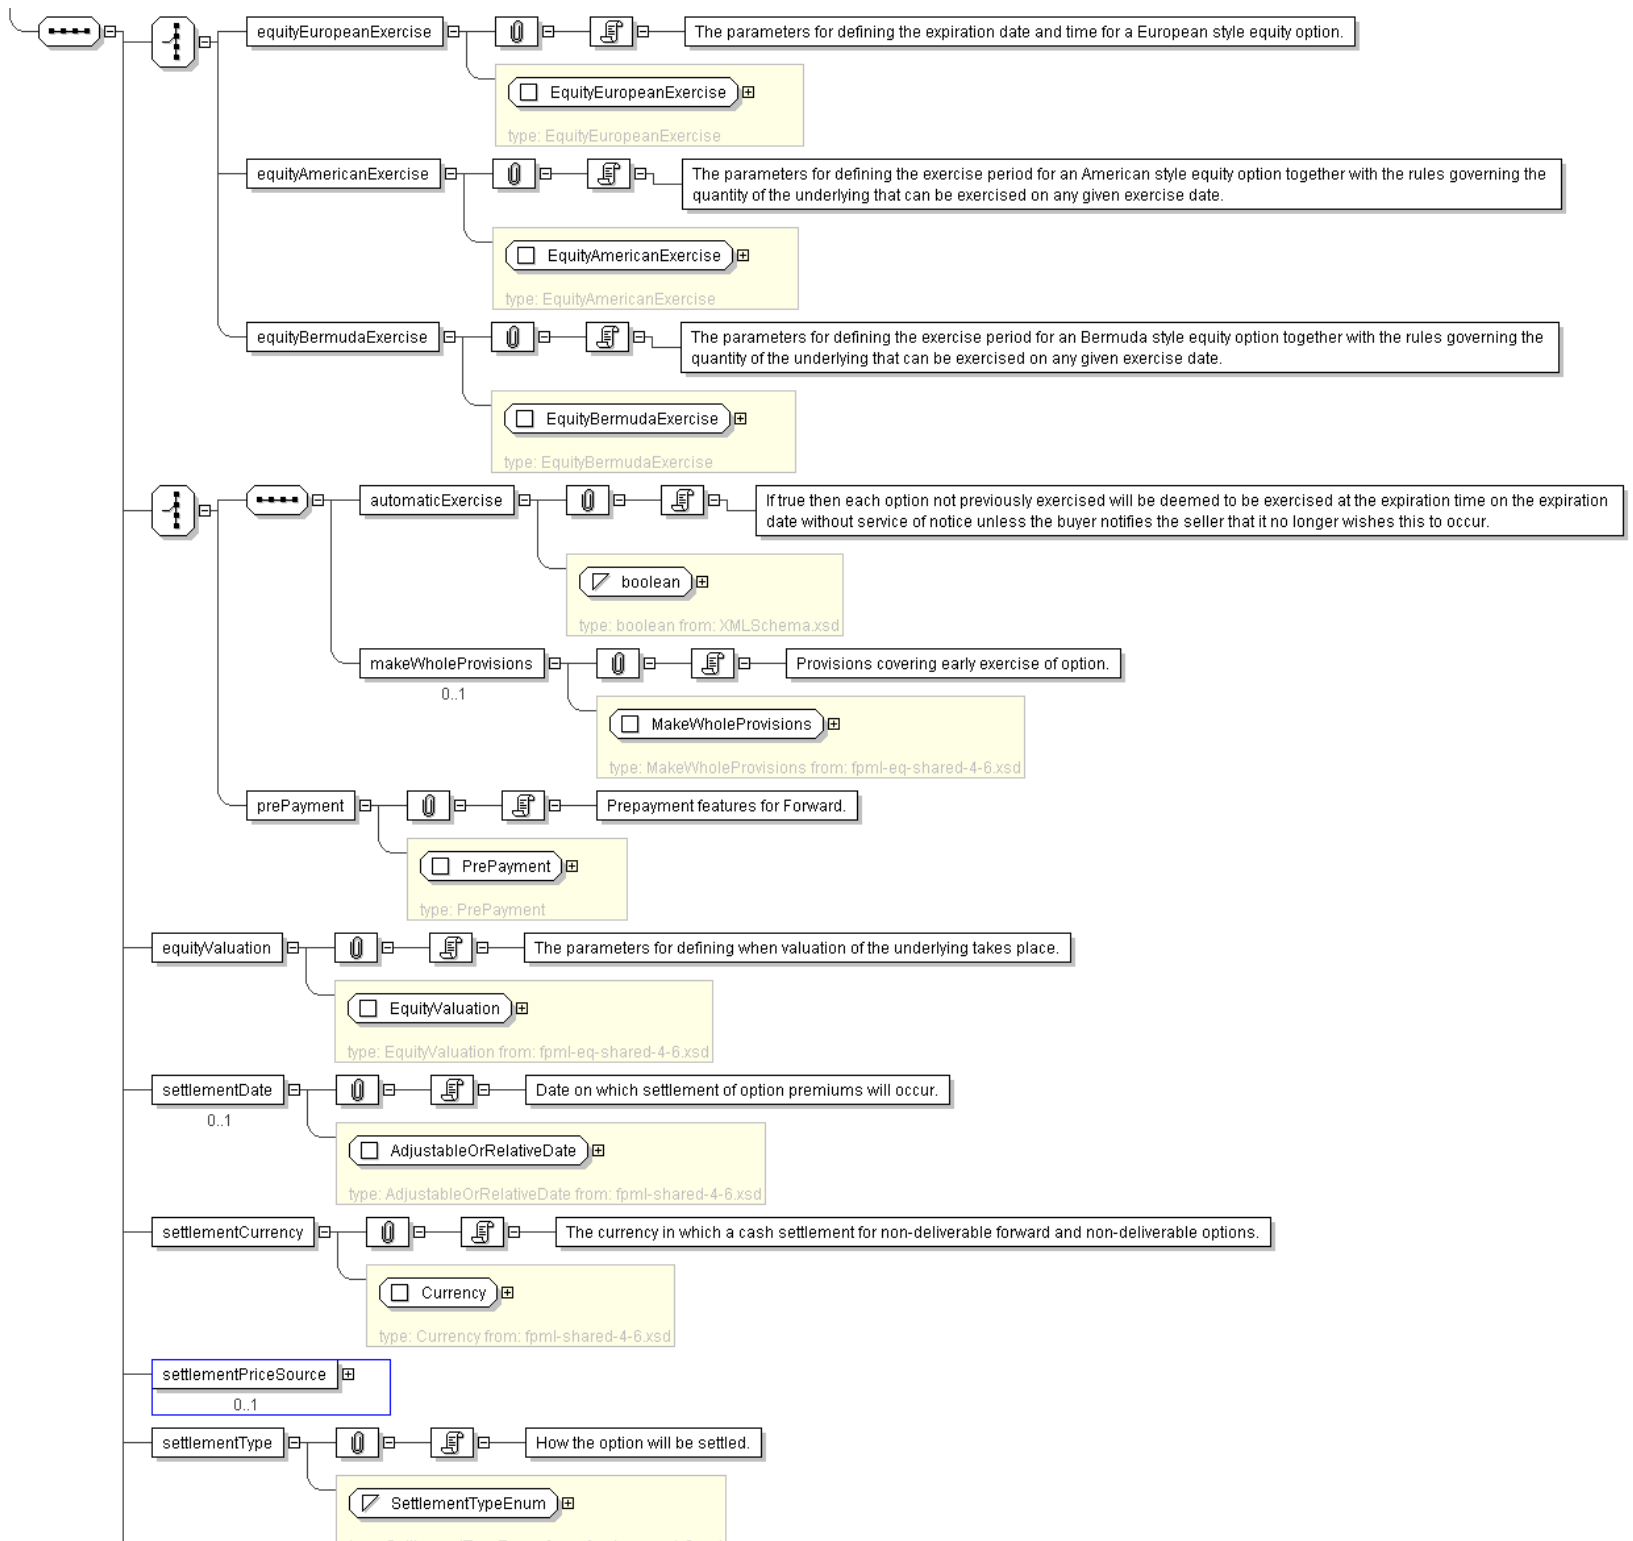 equityEuropeanExercise
The parameters for defining the expiration date and time for a European style equity option.
EquityEuropeanExercise
type: EquityEuropeanExercise
equityAmericanExercise
The parameters for defining the exercise period for an American style equity option together with the rules governing the
quantity of the underlying that can be exercised on any given exercise date.
EquityAmericanExercise
type: EquityAmericanExercise
equityBermudaExercise
The parameters for defining the exercise period for an Bermuda style equity option together with the rules governing the
quantity of the underlying that can be exercised on any given exercise date.
EquityBermudaExercise
type: EquityBermudaExercise
automaticExercise
If true then each option not previously exercised will be deemed to be exercised at the expiration time on the expiration
date without service of notice unless the buyer notifies the seller that it no longer wishes this to occur.
boolean
type: boolean from: XMLSchema.xsd
makeWholeProvisions
Provisions covering early exercise of option.
0..1
MakeWholeProvisions
type: MakeWholeProvisions from: fpml-eq-shared-4-6.xsd
prePayment
Prepayment features for Forward.
PrePayment
type: PrePayment
equityValuation
The parameters for defining when valuation of the underlying takes place.
EquityValuation
type: EquityValuation from: fpml-eq-shared-4-6.xsd
settlementDate
Date on which settlement of option premiums will occur.
0..1
AdjustableOrRelativeDate
type: AdjustableOrRelativeDate from: fpml-shared-4-6.xsd
settlementCurrency
The currency in which a cash settlement for non-deliverable forward and non-deliverable options.
Currency
type: Currency from: fpml-shared-4-6.xsd
settlementPriceSource
0..1
settlementType
How the option will be settled.
SettlementTypeEnum